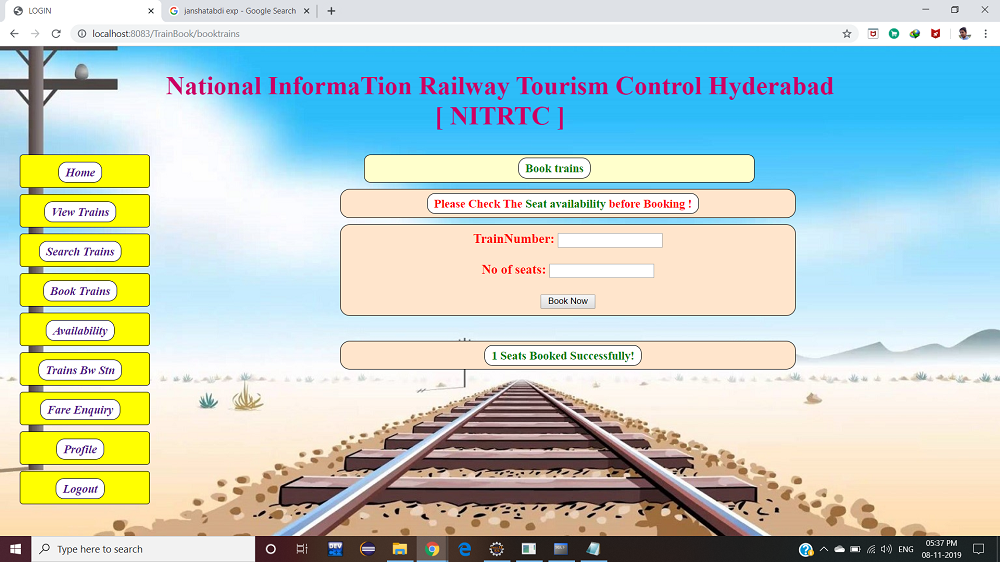 LOGIN
janshatabdi exp - Google Search
localhost:8083/TrainBook/booktrains
National InformaTion Railway Tourism Control Hyderabad
[ NITRTC ]
Home
View Trains
Search Trains
Book Trains
Availability
Trains Bw Stn
Fare Enquiry
Profile
Logout
Book trains
Please Check The Seat availability before Booking !
TrainNumber:
No of seats:
Book Now
1 Seats Booked Successfully!
Type here to search
DEV
ENG
05:37 PM
08-11-2019